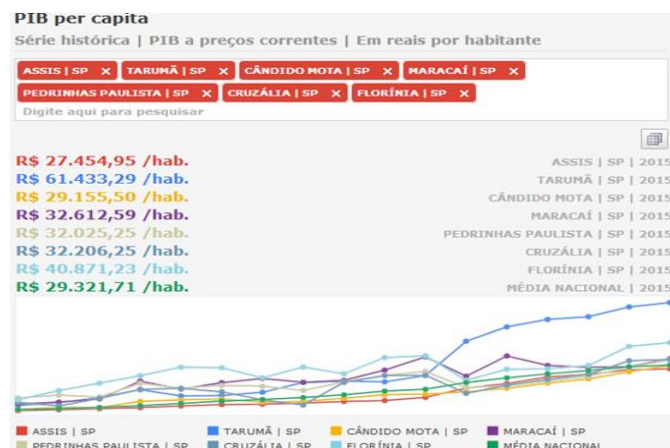 PIB per capita
Série histórica | PIB a preços correntes | Em reais por habitante
ASSIS | SP × TARUMÃ | SP × CÂNDIDO MOTA | SP × MARACAÍ | SP ×
PEDRINHAS PAULISTA | SP × CRUZÁLIA | SP × FLORÍNIA | SP ×
Digite aqui para pesquisar
R$ 27.454,95 /hab. ASSIS | SP | 2015
R$ 61.433,29 /hab. TARUMÃ | SP | 2015
R$ 29.155,50 /hab. CÂNDIDO MOTA | SP | 2015
R$ 32.612,59 /hab. MARACAÍ | SP | 2015
R$ 32.025,25 /hab. PEDRINHAS PAULISTA | SP | 2015
R$ 32.206,25 /hab. CRUZÁLIA | SP | 2015
R$ 40.871,23 /hab. FLORÍNIA | SP | 2015
R$ 29.321,71 /hab. MÉDIA NACIONAL | 2015
ASSIS | SP TARUMÃ | SP CÂNDIDO MOTA | SP MARACAÍ | SP
PEDRINHAS PAULISTA | SP CRUZÁLIA | SP FLORÍNIA | SP MÉDIA NACIONAL